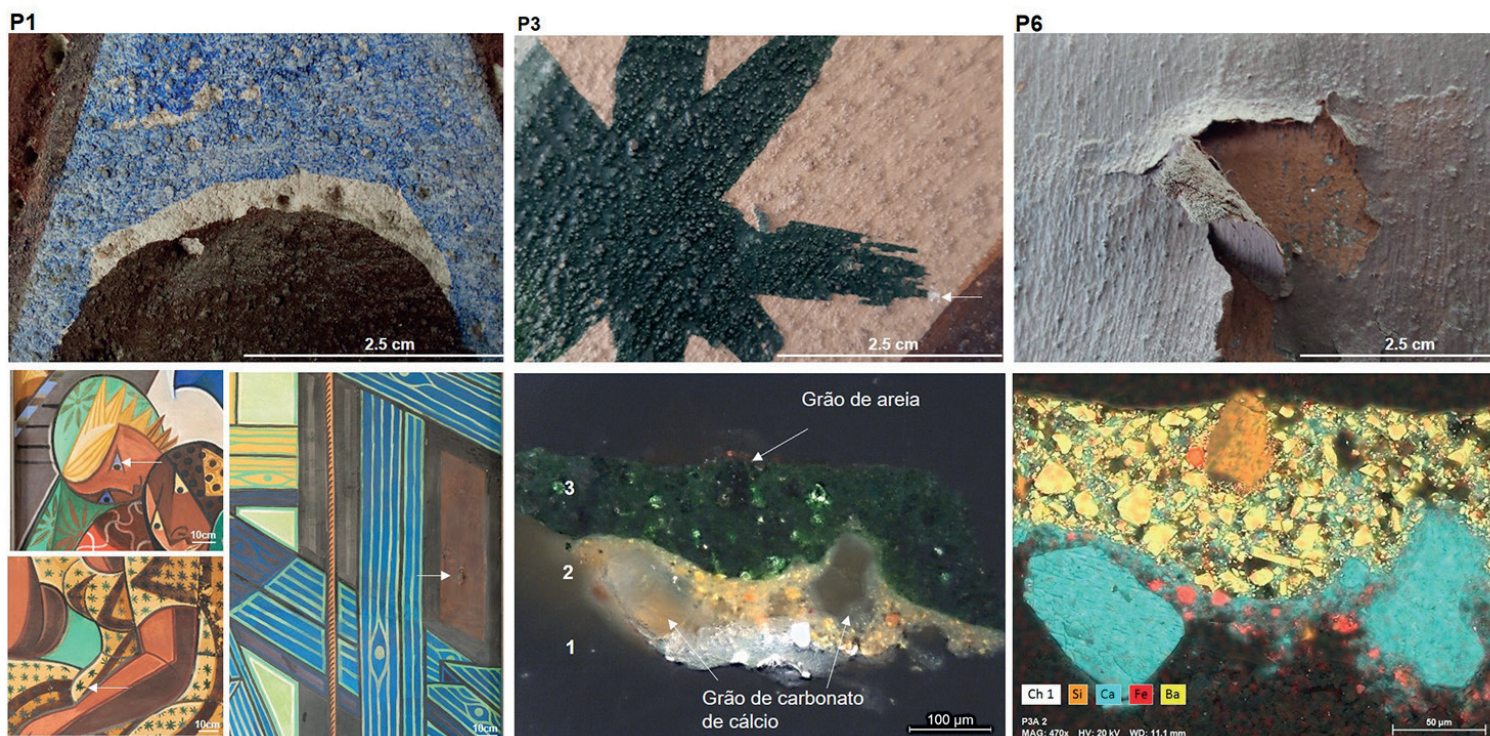 P1
P3
P6
2.5 cm
2.5 cm
2.5 cm
10cm
10cm
10cm
Grão de areia
3
2
1
Grão de carbonato
de cálcio
100 µm
Ch 1 Si Ca Fe Ba
P3A 2
MAG: 470x HV: 20 kV WD: 11.1 mm
50 µm